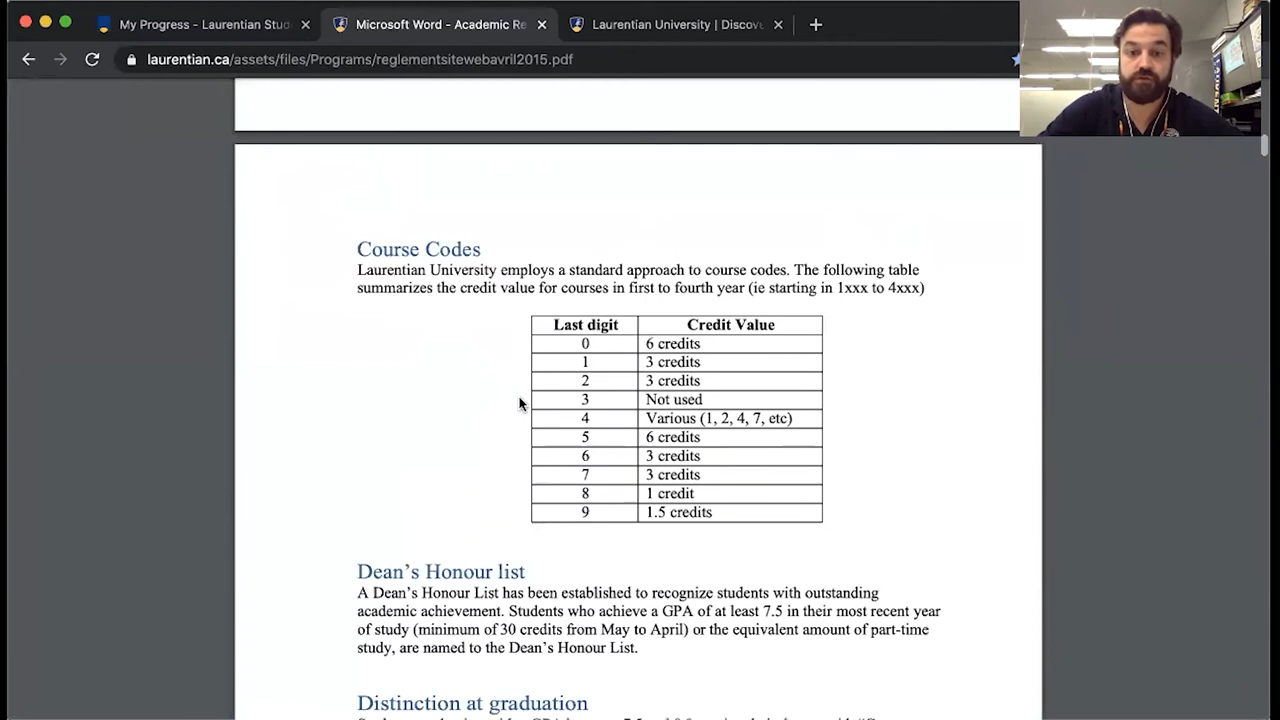 My Progress - Laurentian Stud
Microsoft Word - Academic Re
Laurentian University | Discov
laurentian.ca/assets/files/Programs/reglementsitewebavril2015.pdf
Course Codes
Laurentian University employs a standard approach to course codes. The following table
summarizes the credit value for courses in first to fourth year (ie starting in 1xxx to 4xxx)
Last digit Credit Value
0 6 credits
1 3 credits
2 3 credits
3 Not used
4 Various (1, 2, 4, 7, etc)
5 6 credits
6 3 credits
7 3 credits
8 1 credit
9 1.5 credits
Dean's Honour list
A Dean's Honour List has been established to recognize students with outstanding
academic achievement. Students who achieve a GPA of at least 7.5 in their most recent year
of study (minimum of 30 credits from May to April) or the equivalent amount of part-time
study, are named to the Dean's Honour List.
Distinction at graduation